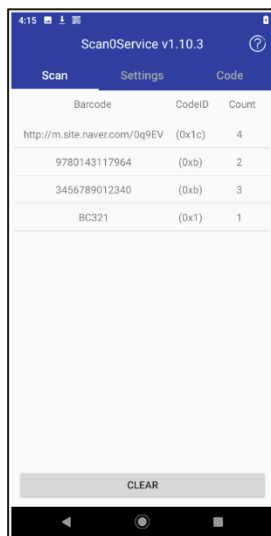 4:15
Scan0Service v1.10.3 ?
Scan Settings Code
Barcode CodeID Count
http://m.site.naver.com/0q9EV (0x1c) 4
9780143117964 (0xb) 2
3456789012340 (0xb) 3
BC321 (0x1) 1
CLEAR